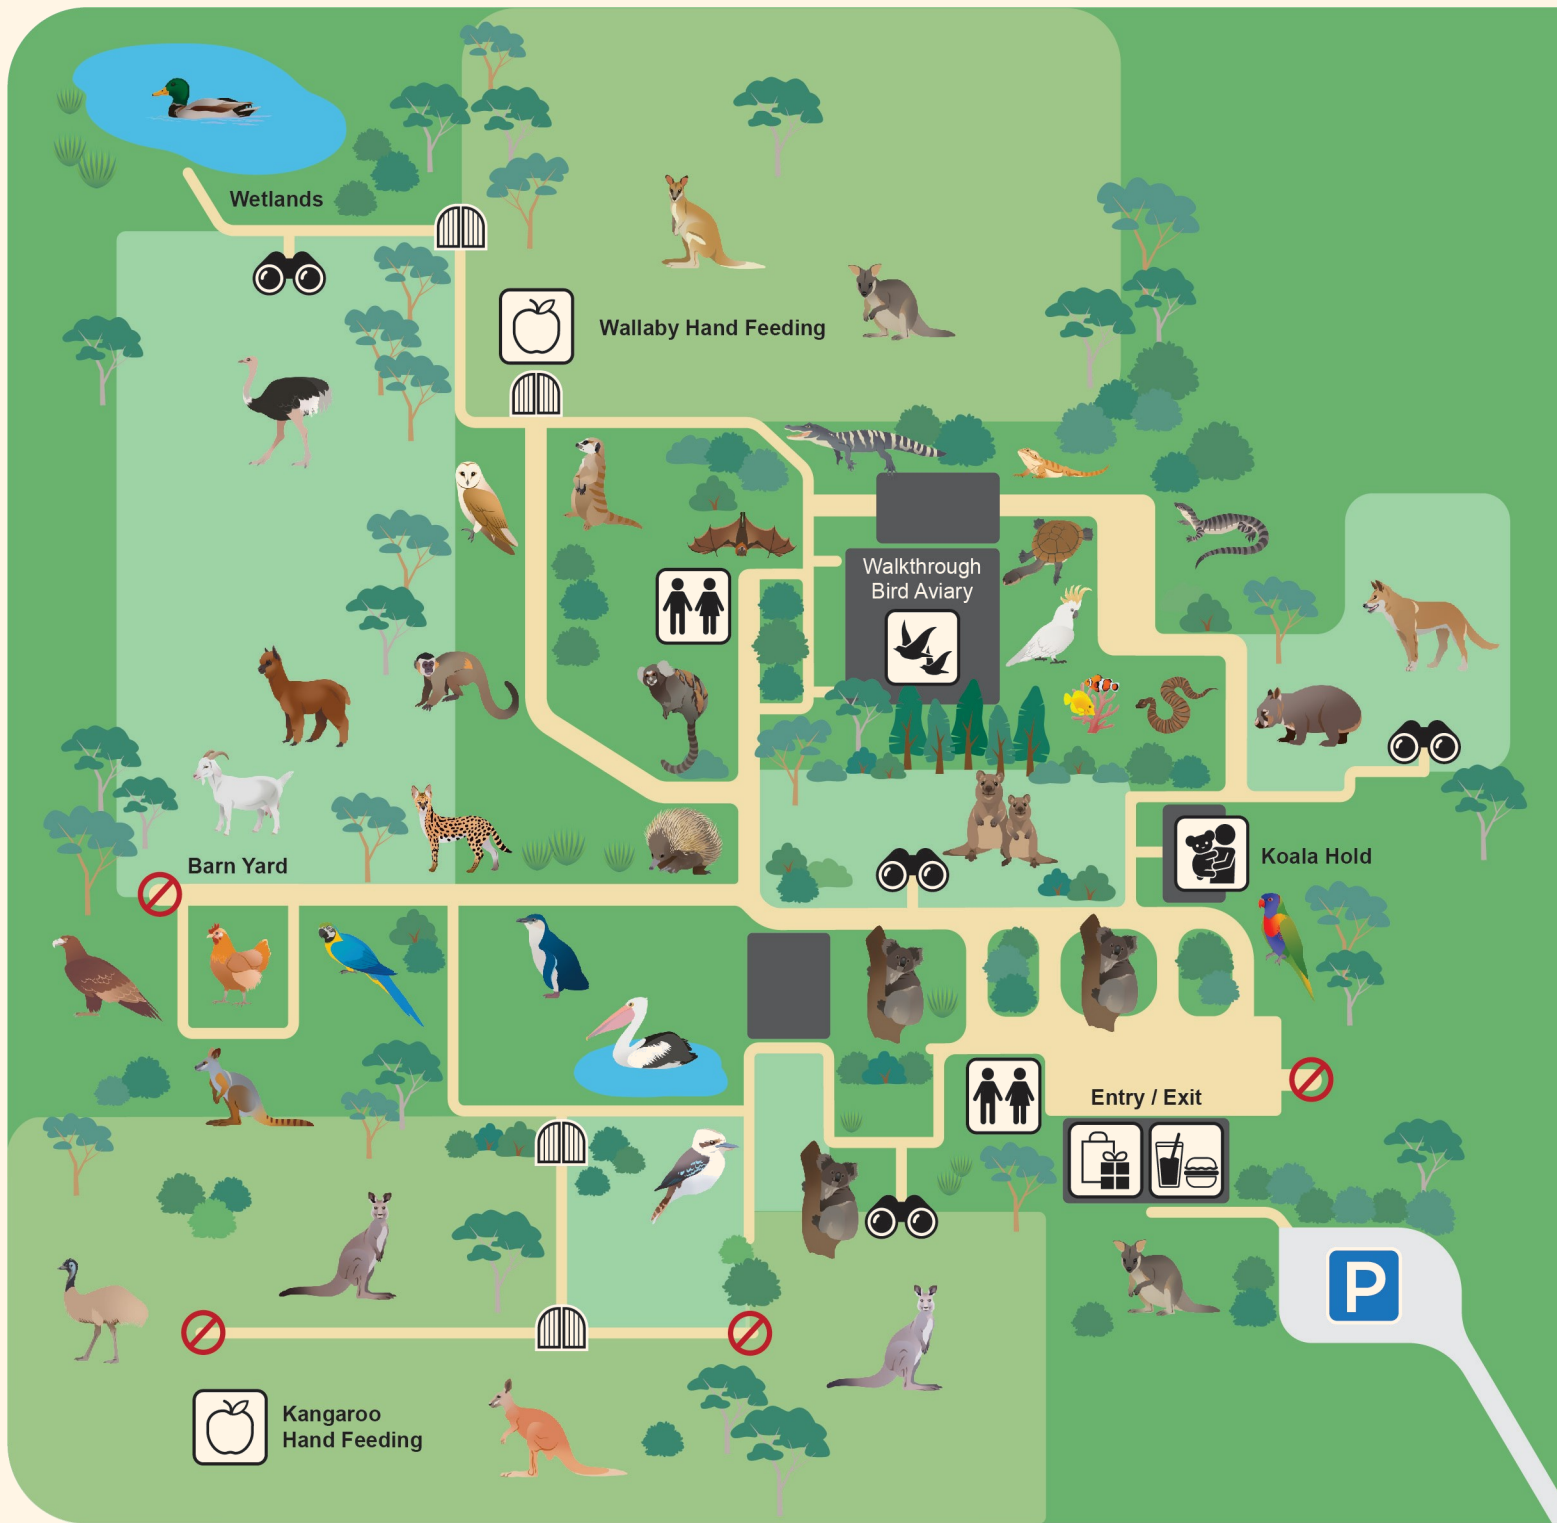 Wetlands
Wallaby Hand Feeding
Walkthrough
Bird Aviary
Barn Yard
Koala Hold
Entry / Exit
P
Kangaroo
Hand Feeding